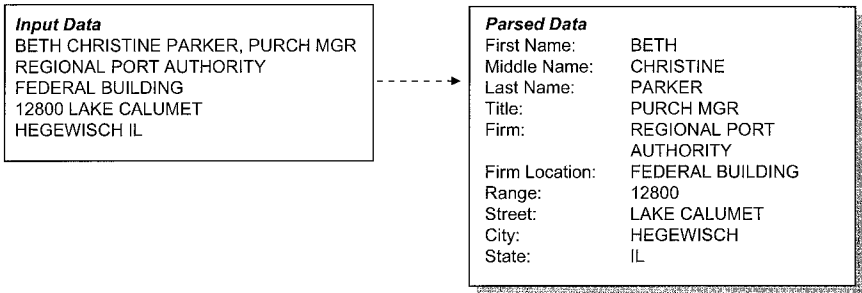 Input Data
BETH CHRISTINE PARKER, PURCH MGR
REGIONAL PORT AUTHORITY
FEDERAL BUILDING
12800 LAKE CALUMET
HEGEWISCH IL
Parsed Data
First Name: BETH
Middle Name: CHRISTINE
Last Name: PARKER
Title: PURCH MGR
Firm: REGIONAL PORT
AUTHORITY
Firm Location: FEDERAL BUILDING
Range: 12800
Street: LAKE CALUMET
City: HEGEWISCH
State: IL